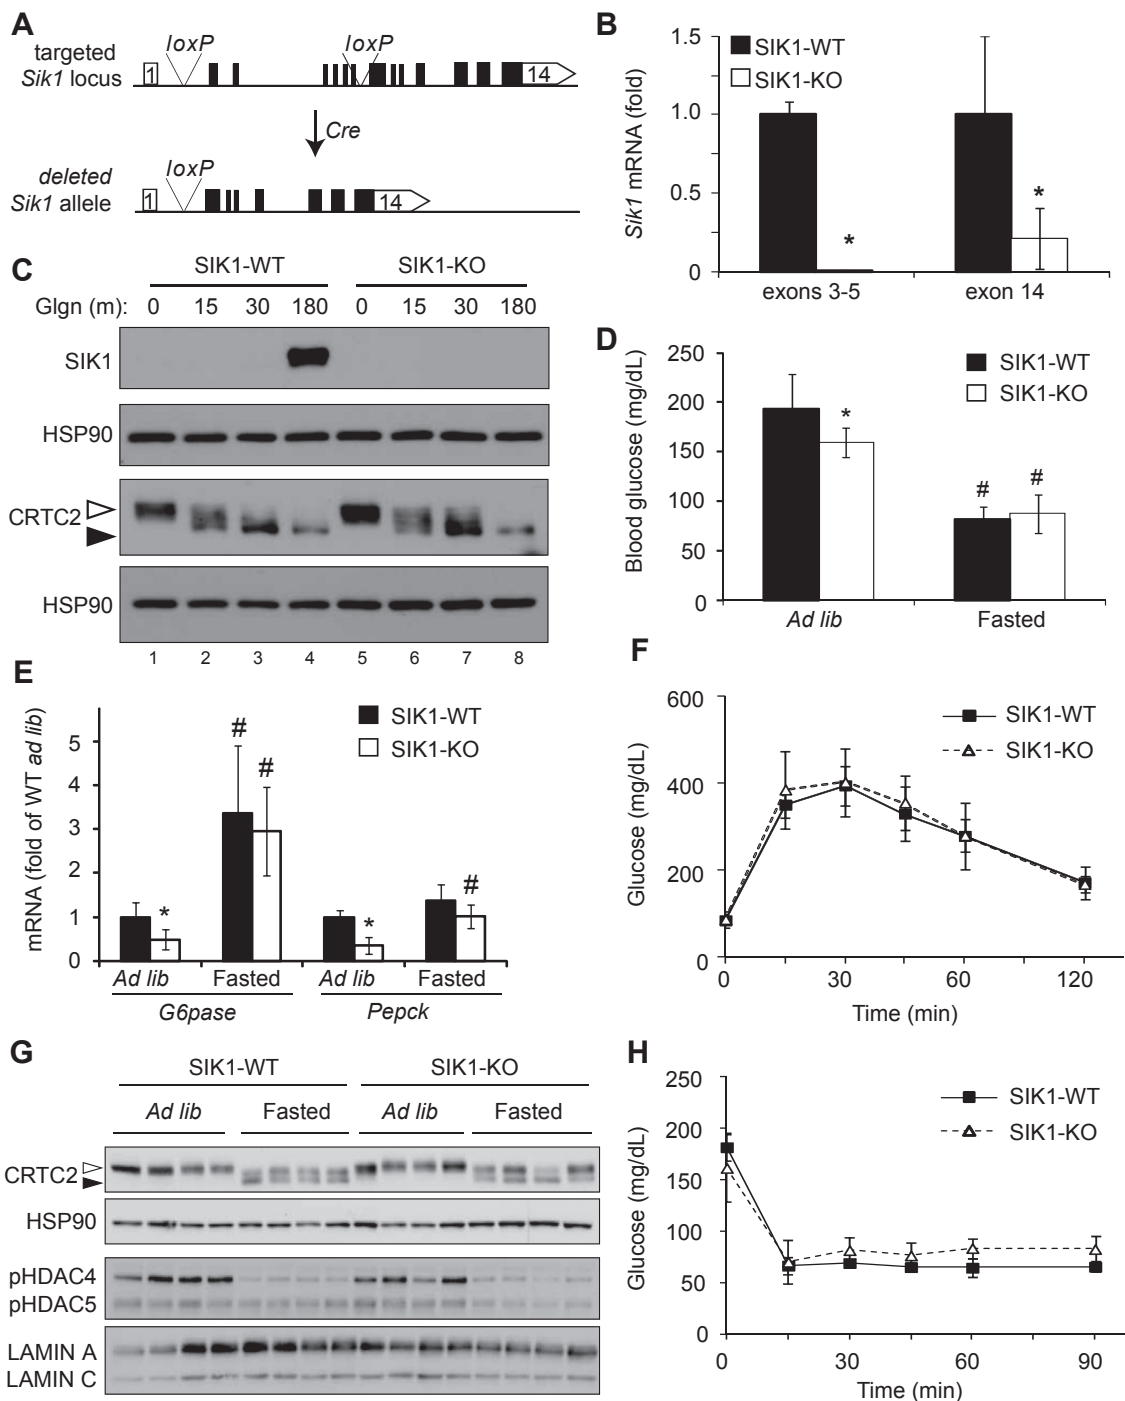 A
targeted
Sik1 locus
loxP
loxP
1
14
Cre
deleted
Sik1 allele
loxP
1
14
B
Sik1 mRNA (fold)
1.5
1.0
0.5
0
SIK1-WT
SIK1-KO
*
*
exons 3-5
exon 14
C
SIK1-WT
SIK1-KO
Glgn (m): 0 15 30 180 0 15 30 180
SIK1
HSP90
CRTC2
HSP90
1 2 3 4 5 6 7 8
D
Blood glucose (mg/dL)
250
200
150
100
50
0
SIK1-WT
SIK1-KO
*
#
#
Ad lib
Fasted
E
mRNA (fold of WT ad lib)
5
4
3
2
1
0
SIK1-WT
SIK1-KO
*
#
#
*
#
Ad lib Fasted Ad lib Fasted
G6pase Pepck
F
Glucose (mg/dL)
600
400
200
0
SIK1-WT
SIK1-KO
0 30 60 120
Time (min)
G
SIK1-WT SIK1-KO
Ad lib Fasted Ad lib Fasted
CRTC2
HSP90
pHDAC4
pHDAC5
LAMIN A
LAMIN C
H
Glucose (mg/dL)
250
200
150
100
50
0
SIK1-WT
SIK1-KO
0 30 60 90
Time (min)